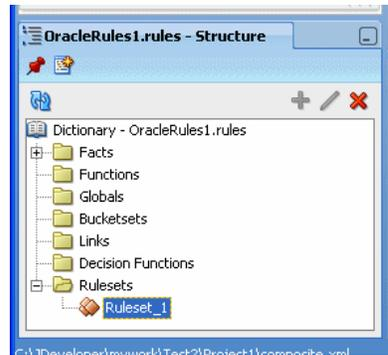 OracleRules1.rules - Structure
Dictionary - OracleRules1.rules
Facts
Functions
Globals
Bucketsets
Links
Decision Functions
Rulesets
Ruleset_1
C:\JDeveloper\mywork\Test2\Project1\composite.xml